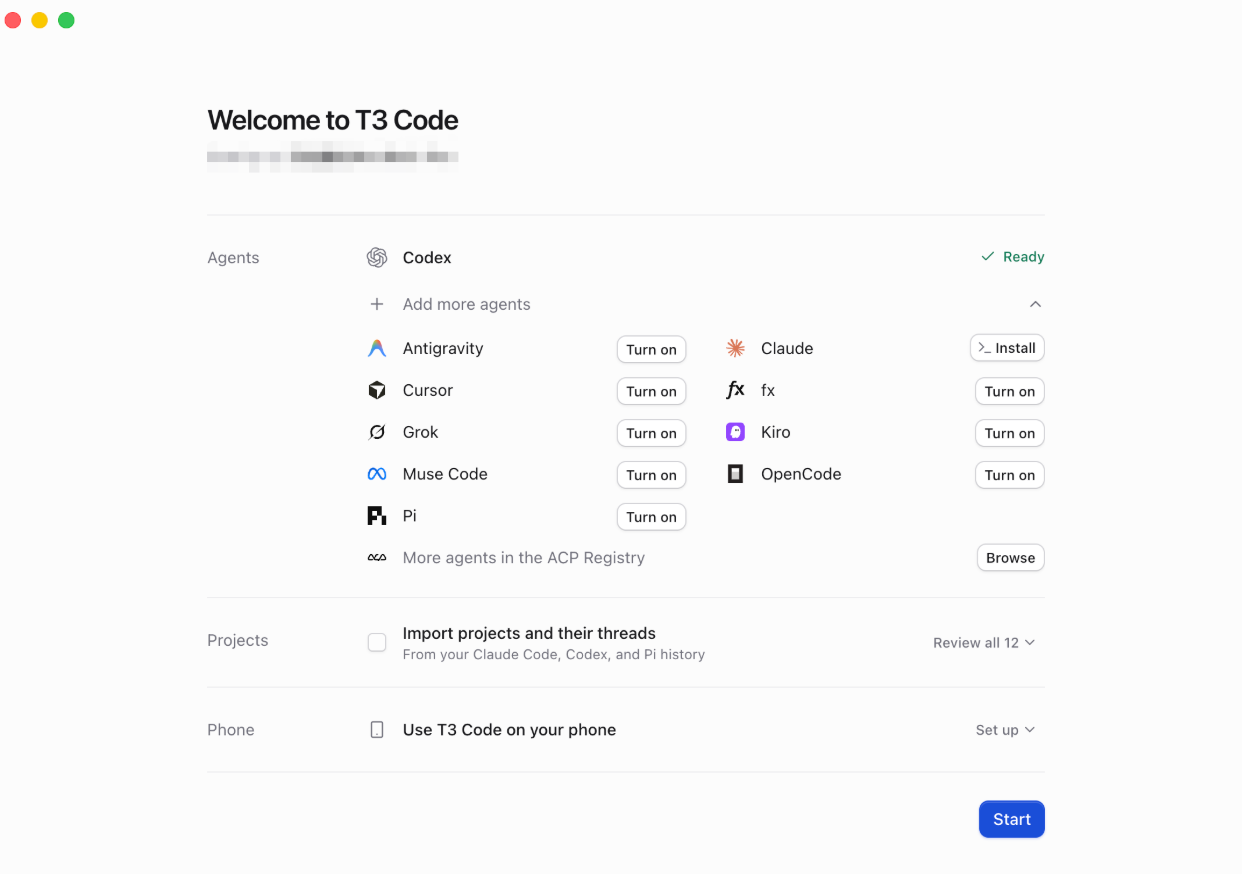 Welcome to T3 Code
Agents
Codex
Ready
Add more agents
Antigravity
Turn on
Claude
>_ Install
Cursor
Turn on
fx
fx
Turn on
Grok
Turn on
Kiro
Turn on
Muse Code
Turn on
OpenCode
Turn on
Pi
Turn on
More agents in the ACP Registry
Browse
Projects
Import projects and their threads
From your Claude Code, Codex, and Pi history
Review all 12
Phone
Use T3 Code on your phone
Set up
Start